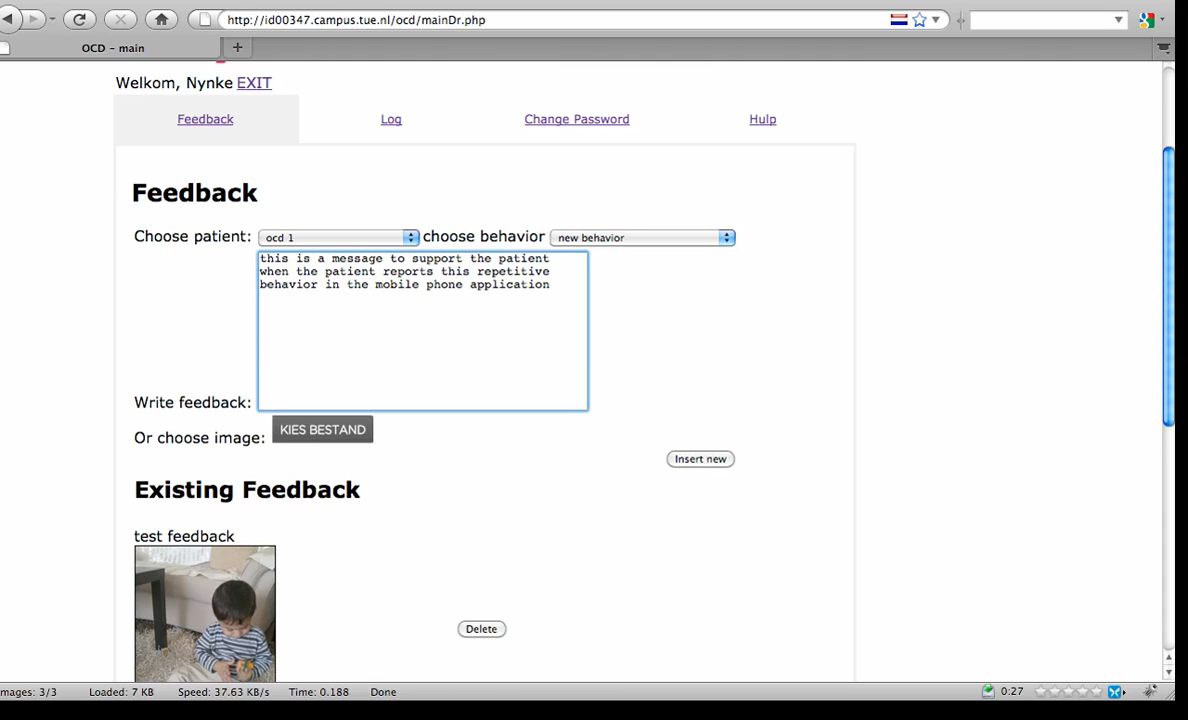 http://id00347.campus.tue.nl/ocd/mainDr.php
OCD - main
+
Welkom, Nynke EXIT
Feedback Log Change Password Hulp
Feedback
Choose patient: ocd 1 choose behavior new behavior
this is a message to support the patient
when the patient reports this repetitive
behavior in the mobile phone application
Write feedback:
Or choose image: KIES BESTAND
Insert new
Existing Feedback
test feedback
Delete
mages: 3/3 Loaded: 7 KB Speed: 37.63 KB/s Time: 0.188 Done 0:27